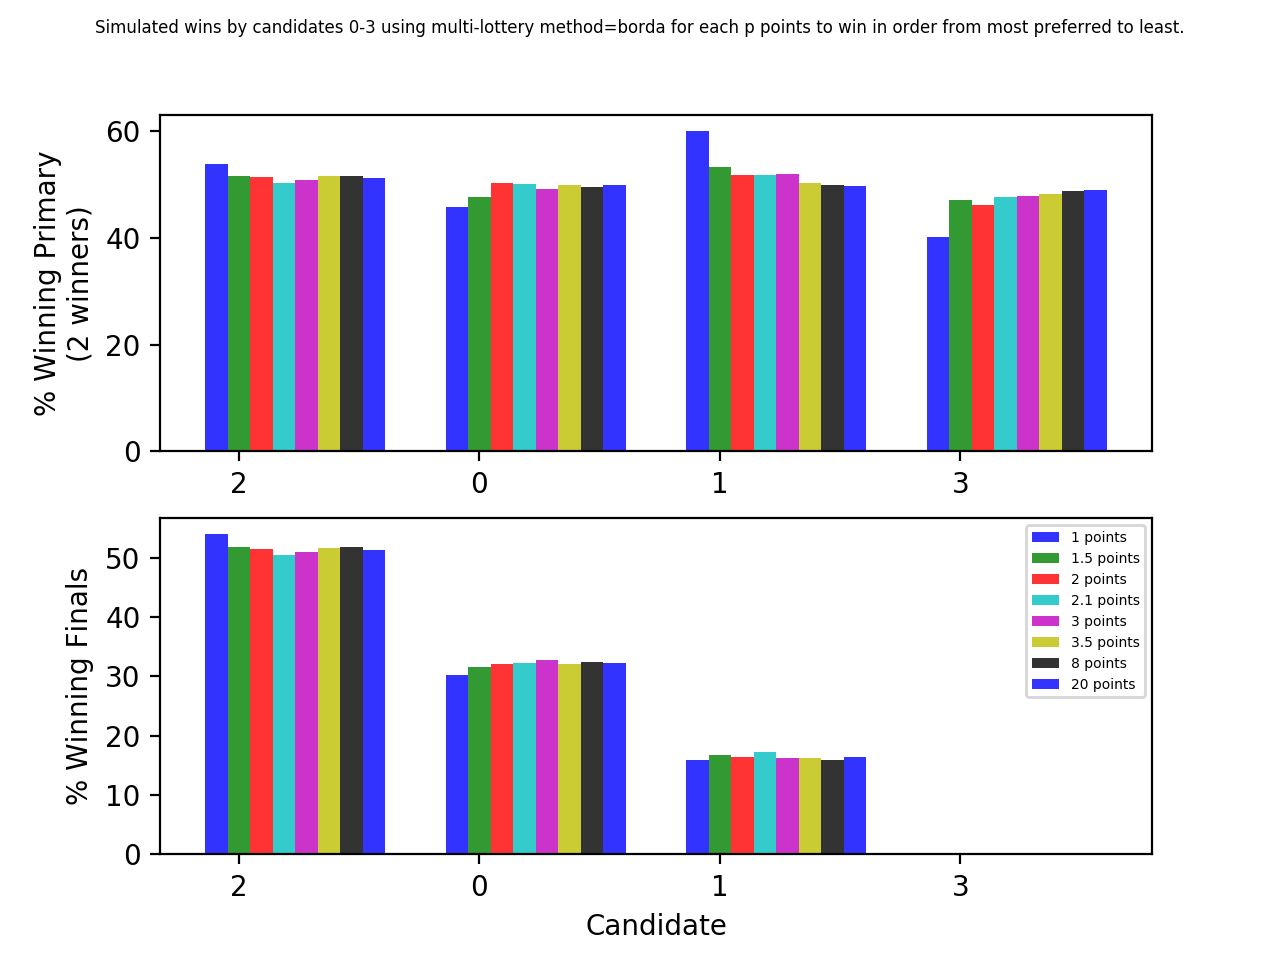 Simulated wins by candidates 0-3 using multi-lottery method=borda for each p points to win in order from most preferred to least.
% Winning Primary
(2 winners)
60
40
20
0
2 0 1 3
% Winning Finals
50
40
30
20
10
0
1 points
1.5 points
2 points
2.1 points
3 points
3.5 points
8 points
20 points
2 0 1 3
Candidate